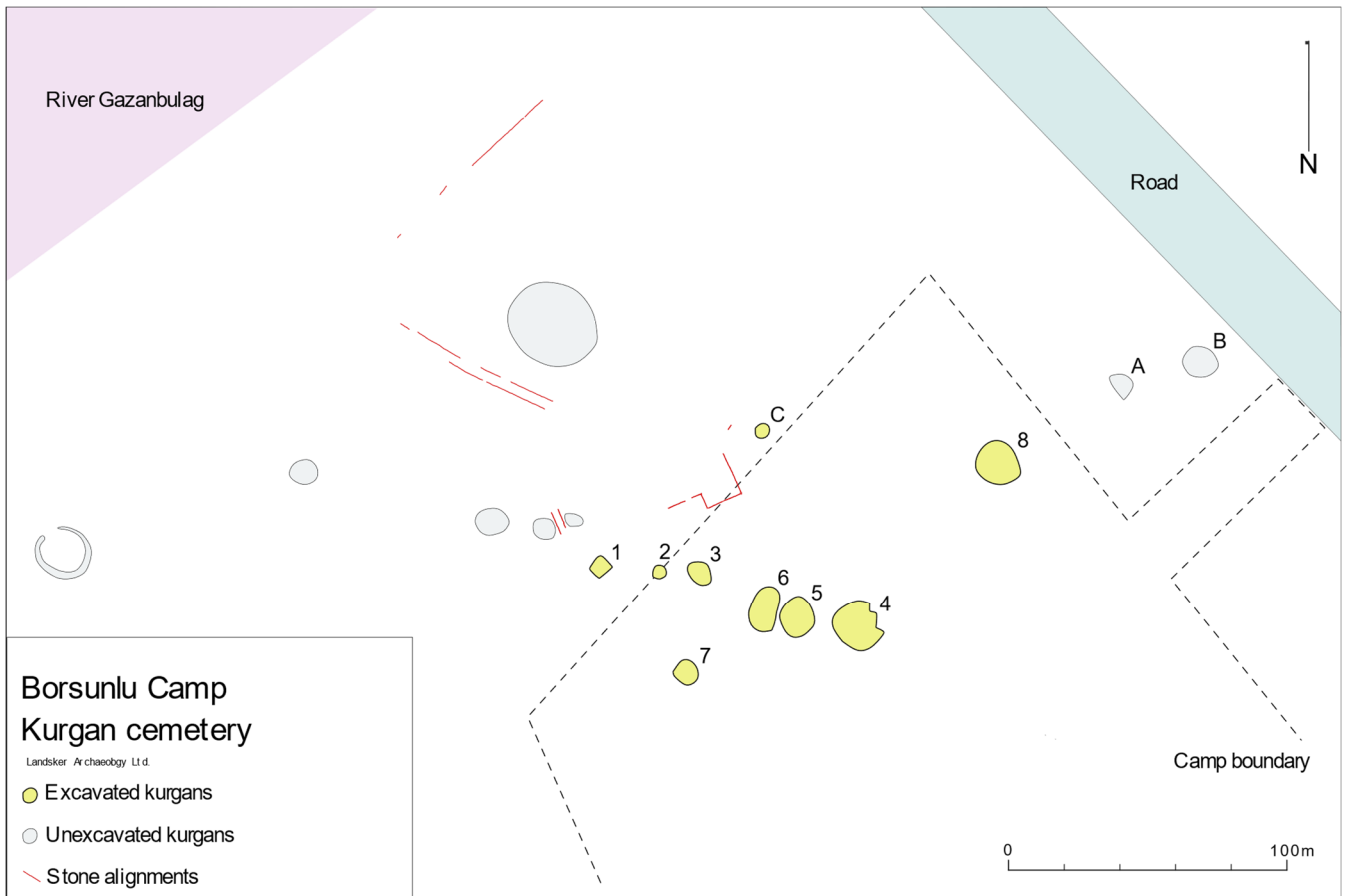 River Gazanbulag
N
Road
B
A
C
8
1
2
3
6
5
4
7
Borsunlu Camp
Kurgan cemetery
Landsker Archaeobgy Ltd.
Excavated kurgans
Unexcavated kurgans
Stone alignments
Camp boundary
0
100m